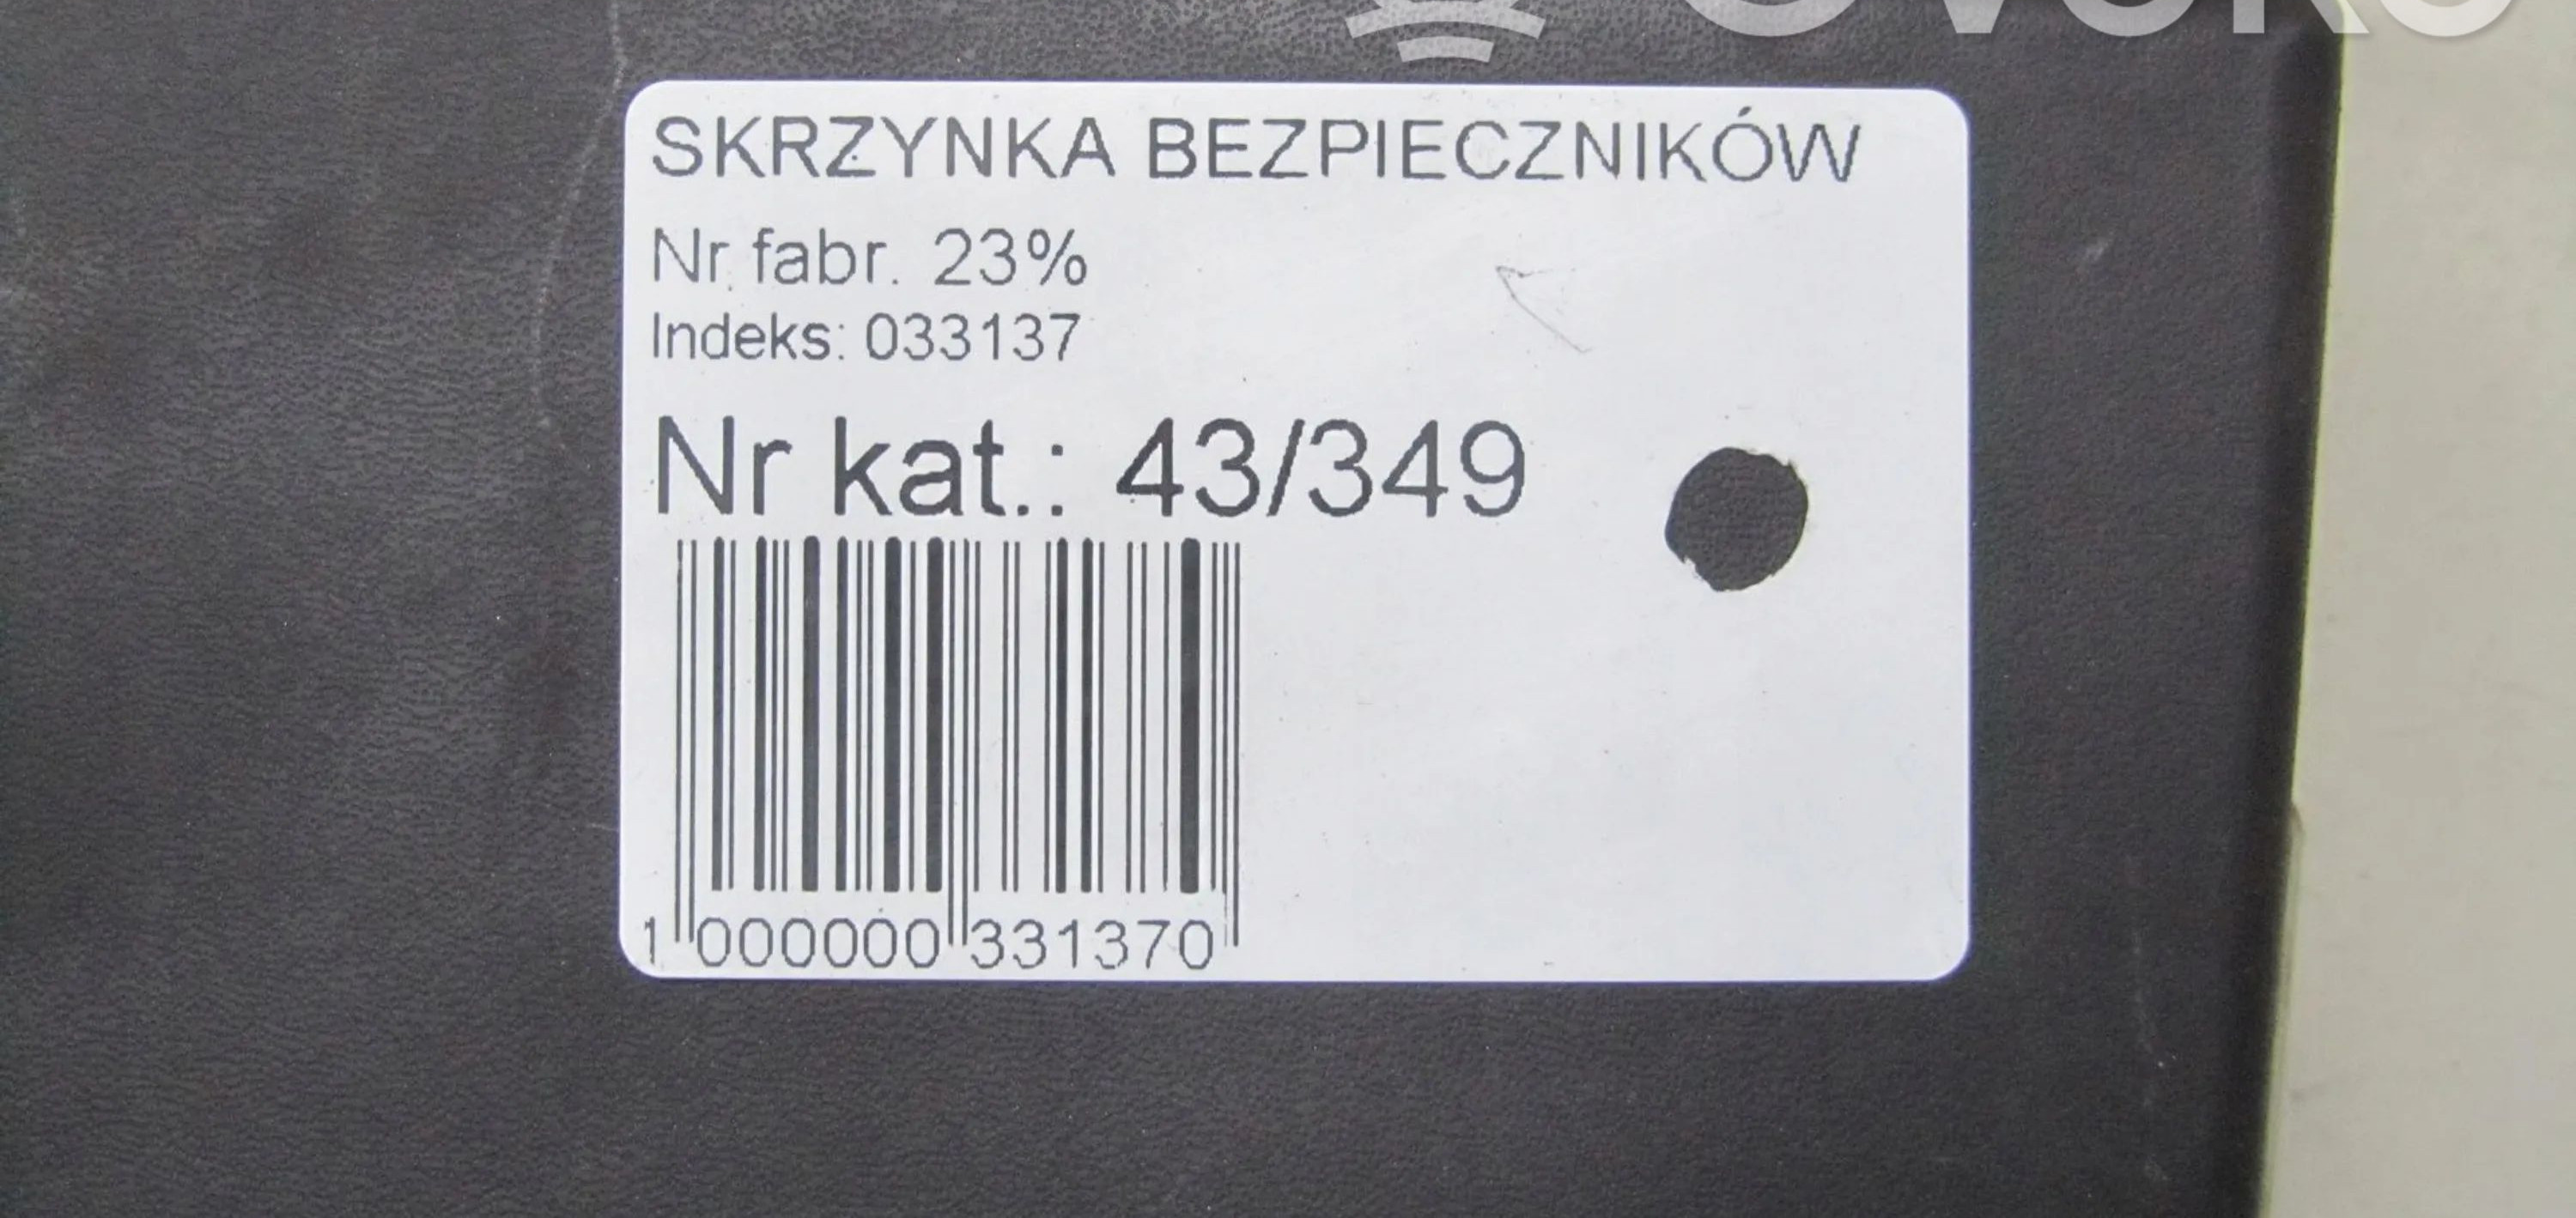 SKRZYNKA BEZPIECZNIKÓW
Nr fabr. 23%
Indeks: 033137
Nr kat.: 43/349
1 000000 331370